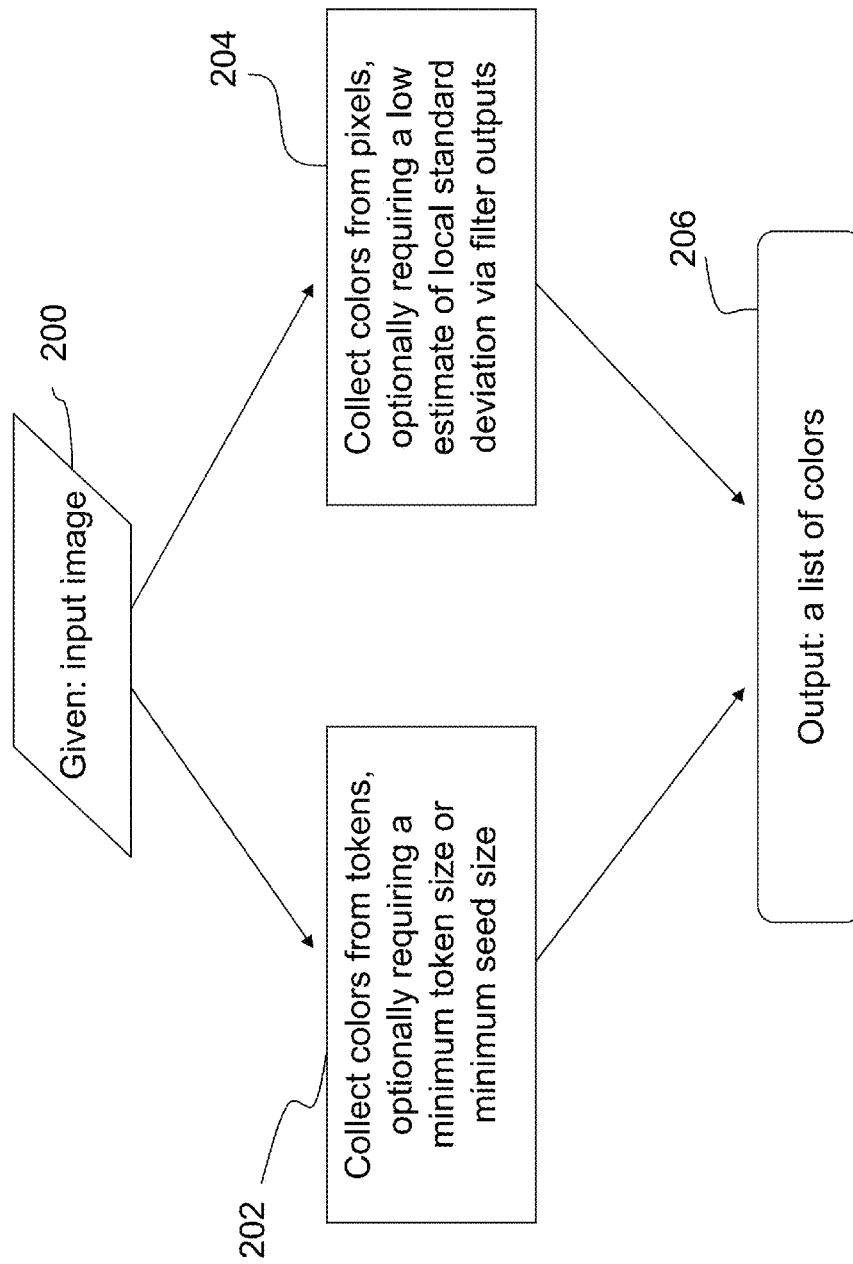 200
Given: input image
202
Collect colors from tokens,
optionally requiring a
minimum token size or
minimum seed size
204
Collect colors from pixels,
optionally requiring a low
estimate of local standard
deviation via filter outputs
206
Output: a list of colors